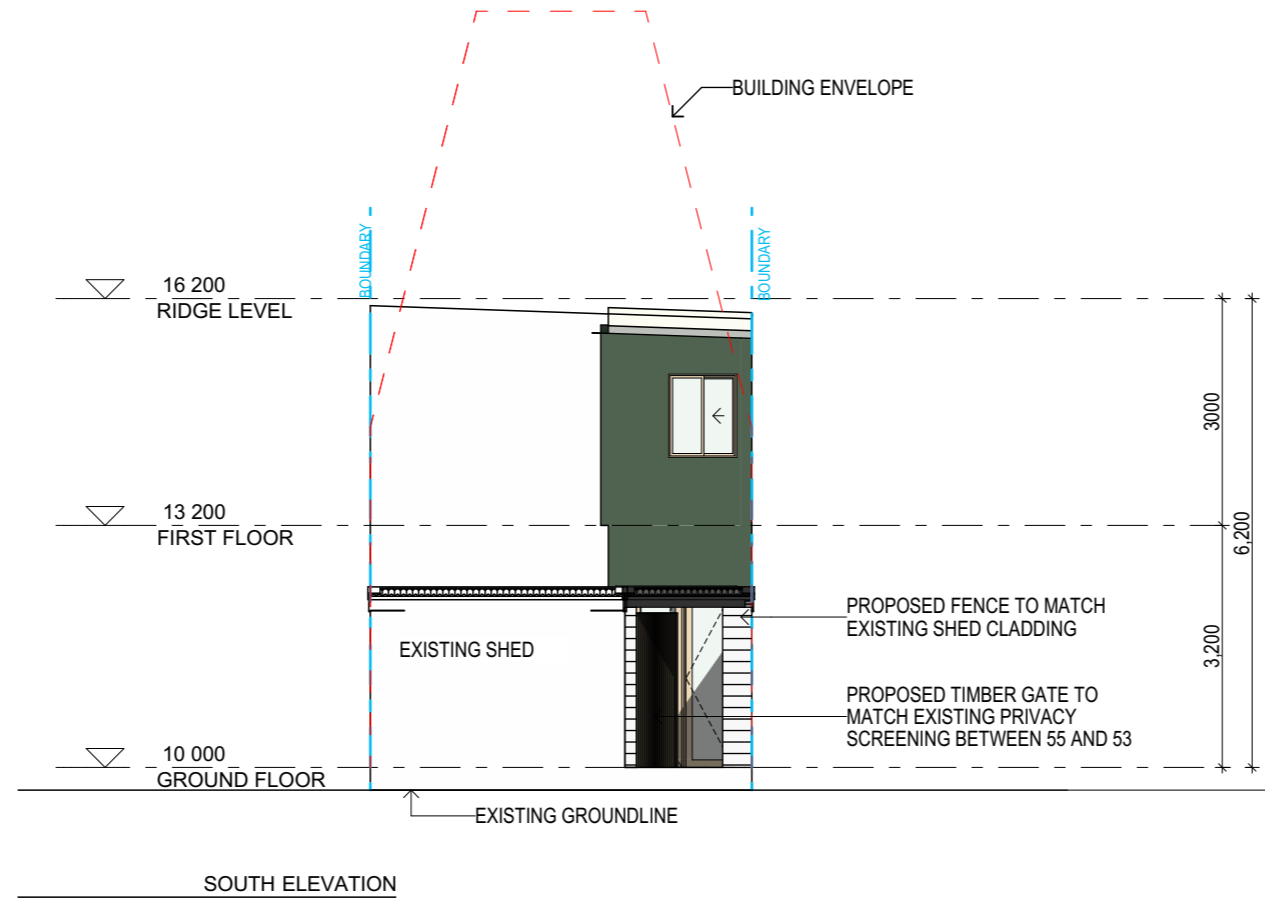 BUILDING ENVELOPE
BOUNDARY
BOUNDARY
16 200
RIDGE LEVEL
3000
13 200
FIRST FLOOR
6,200
PROPOSED FENCE TO MATCH
EXISTING SHED CLADDING
EXISTING SHED
3,200
PROPOSED TIMBER GATE TO
MATCH EXISTING PRIVACY
SCREENING BETWEEN 55 AND 53
10 000
GROUND FLOOR
EXISTING GROUNDLINE
SOUTH ELEVATION